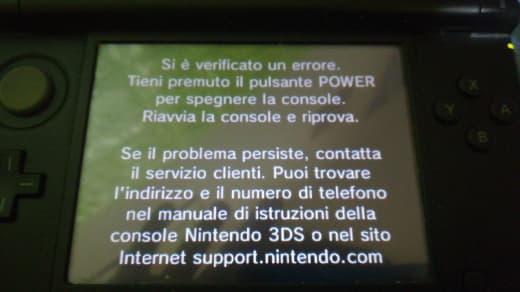 Si è verificato un errore.
Tieni premuto il pulsante POWER
per spegnere la console.
Riavvia la console e riprova.
Se il problema persiste, contatta
il servizio clienti. Puoi trovare
l'indirizzo e il numero di telefono
nel manuale di istruzioni della
console Nintendo 3DS o nel sito
Internet support.nintendo.com
X
Y
A
B